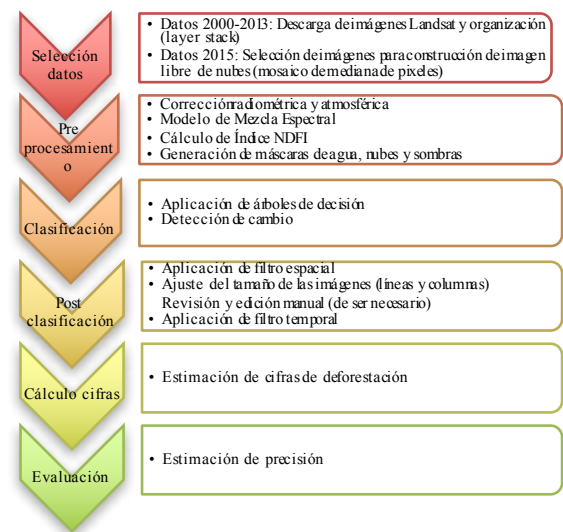 Selección
datos
• Datos 2000-2013: Descarga de imágenes Landsat y organización
(layer stack)
• Datos 2015: Selección de imágenes para construcción de imagen
libre de nubes (mosaico de mediana de pixeles)
Pre
procesamient
o
• Corrección radiométrica y atmosférica
• Modelo de Mezcla Espectral
• Cálculo de Índice NDFI
• Generación de máscaras de agua, nubes y sombras
Clasificación
• Aplicación de árboles de decisión
• Detección de cambio
Post
clasificación
• Aplicación de filtro espacial
• Ajuste del tamaño de las imágenes (líneas y columnas)
Revisión y edición manual (de ser necesario)
• Aplicación de filtro temporal
Cálculo cifras
• Estimación de cifras de deforestación
Evaluación
• Estimación de precisión